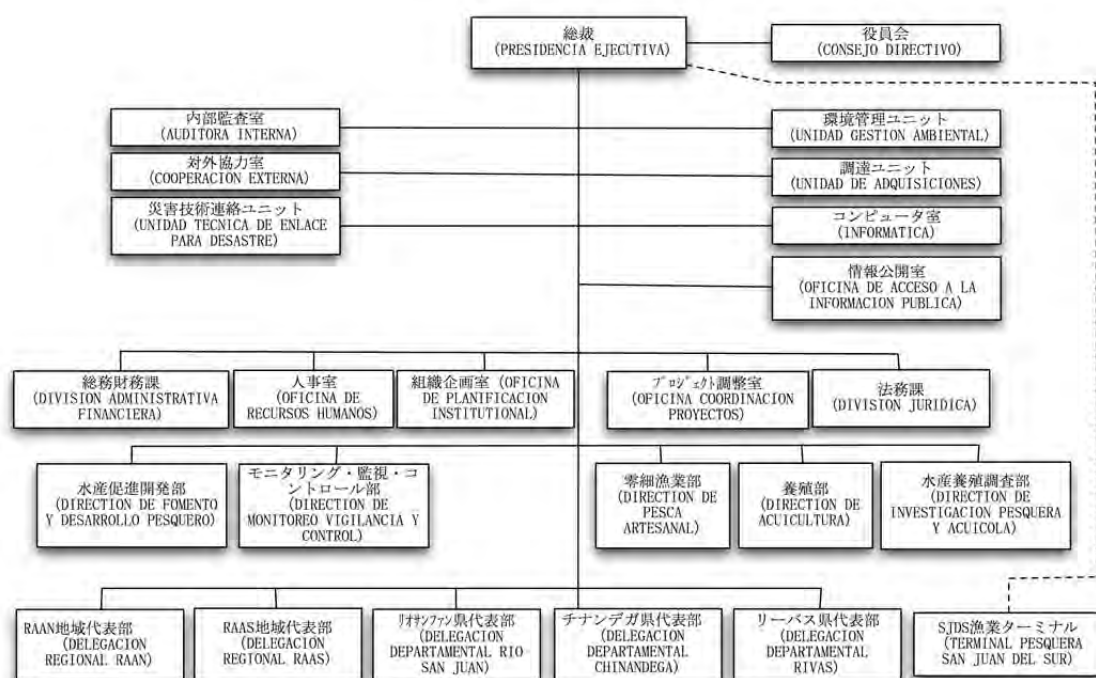 総裁
(PRESIDENCIA EJECUTIVA)
役員会
(CONSEJO DIRECTIVO)
内部監査室
(AUDITORA INTERNA)
環境管理ユニット
(UNIDAD GESTION AMBIENTAL)
対外協力室
(COOPERACION EXTERNA)
調達ユニット
(UNIDAD DE ADQUISICIONES)
災害技術連絡ユニット
(UNIDAD TECNICA DE ENLACE
PARA DESASTRE)
コンピュータ室
(INFORMATICA)
情報公開室
(OFICINA DE ACCESO A LA
INFORMACION PUBLICA)
総務財務課
(DIVISION ADMINISTRATIVA
FINANCIERA)
人事室
(OFICINA DE
RECURSOS HUMANOS)
組織企画室 (OFICINA
DE PLANIFICACION
INSTITUTIONAL)
ﾌﾟﾛｼﾞｪｸﾄ調整室
(OFICINA COORDINACION
PROYECTOS)
法務課
(DIVISION JURIDICA)
水産促進開発部
(DIRECTION DE FOMENTO
Y DESARROLLO PESQUERO)
モニタリング・監視・コ
ントロール部
(DIRECTION DE
MONITOREO VIGILANCIA Y
CONTROL)
零細漁業部
(DIRECTION DE
PESCA
ARTESANAL)
養殖部
(DIRECTION DE
ACUICULTURA)
水産養殖調査部
(DIRECTION DE
INVESTIGACION PESQUERA
Y ACUICOLA)
RAAN地域代表部
(DELEGACION
REGIONAL RAAN)
RAAS地域代表部
(DELEGACION
REGIONAL RAAS)
ﾘｵｻﾝﾌｧﾝ県代表部
(DELEGACION
DEPARTAMENTAL RIO
SAN JUAN)
チナンデガ県代表部
(DELEGACION
DEPARTAMENTAL
CHINANDEGA)
リーバス県代表部
(DELEGACION
DEPARTAMENTAL
RIVAS)
SJDS漁業ターミナル
(TERMINAL PESQUERA
SAN JUAN DEL SUR)